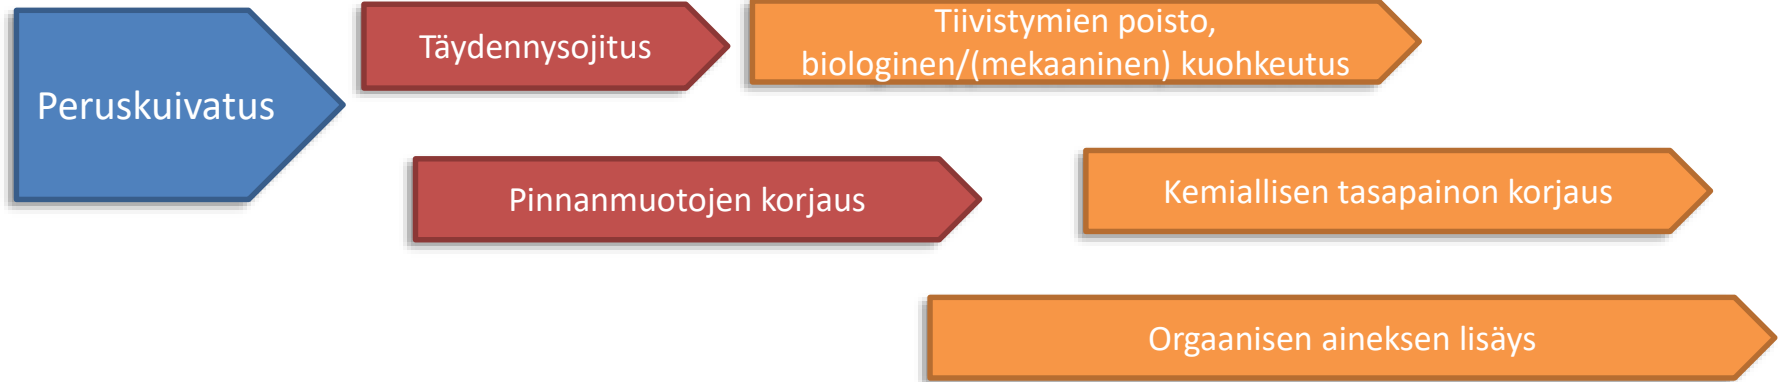 Peruskuivatus
Täydennysojitus
Tiivistymien poisto,
biologinen/(mekaaninen) kuohkeutus
Pinnanmuotojen korjaus
Kemiallisen tasapainon korjaus
Orgaanisen aineksen lisäys